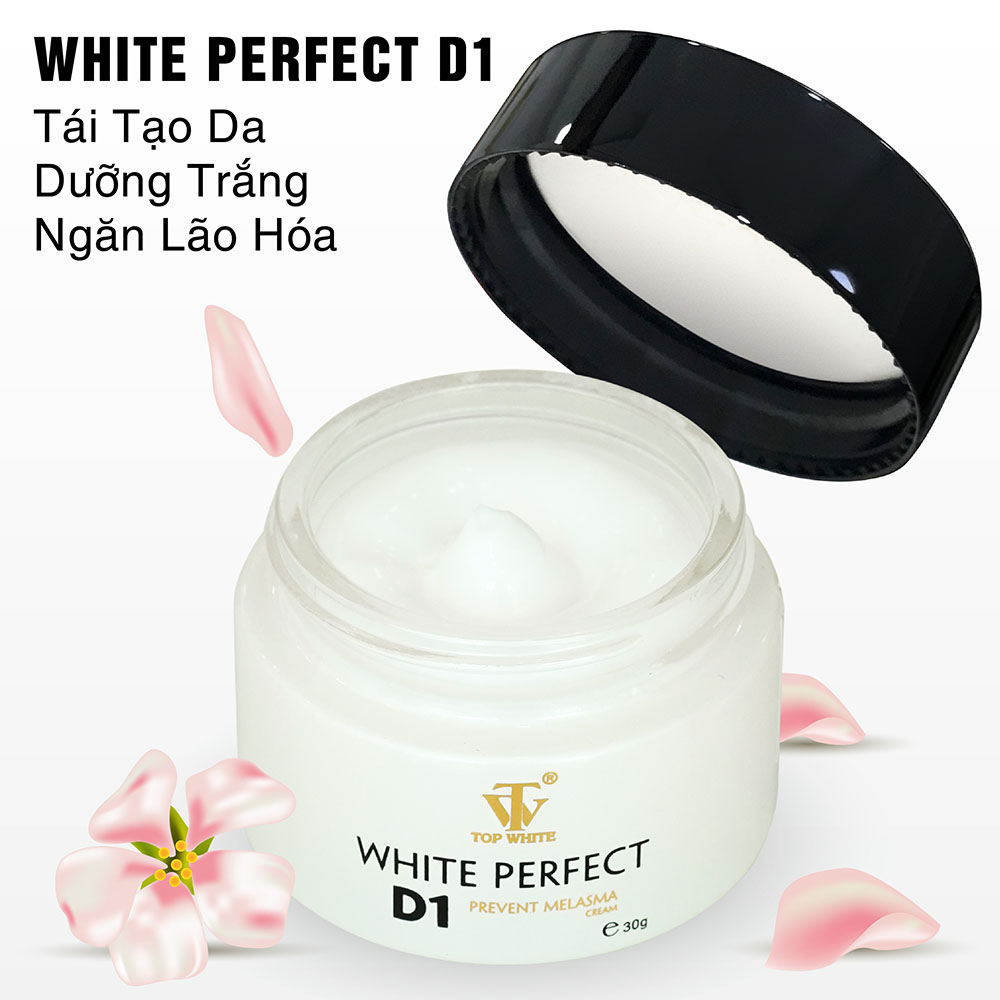 WHITE PERFECT D1
Tái Tạo Da
Dưỡng Trắng
Ngăn Lão Hóa
TW®
TOP WHITE
WHITE PERFECT
D1 PREVENT MELASMA
CREAM
℮ 30g